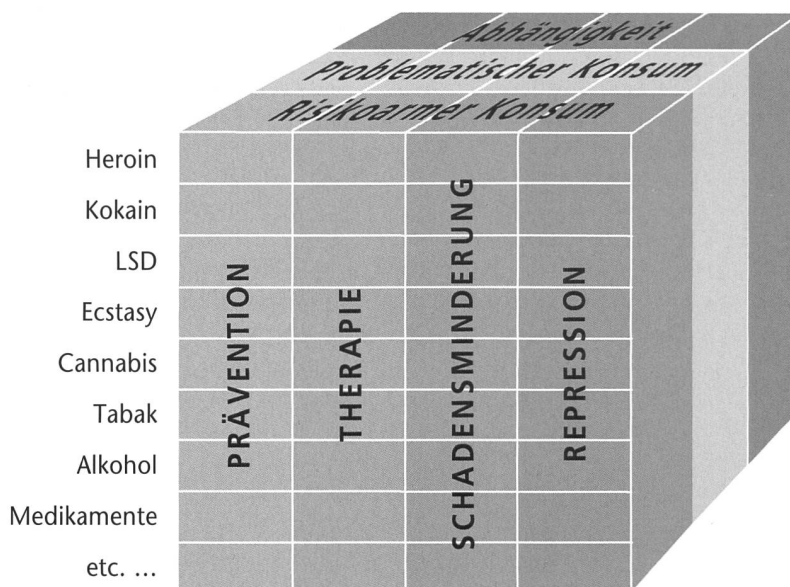 Abhängigkeit
Problematischer Konsum
Risikoarmer Konsum
Heroin
Kokain
LSD
Ecstasy
Cannabis
Tabak
Alkohol
Medikamente
etc. ...
PRÄVENTION
THERAPIE
SCHADENSMINDERUNG
REPRESSION